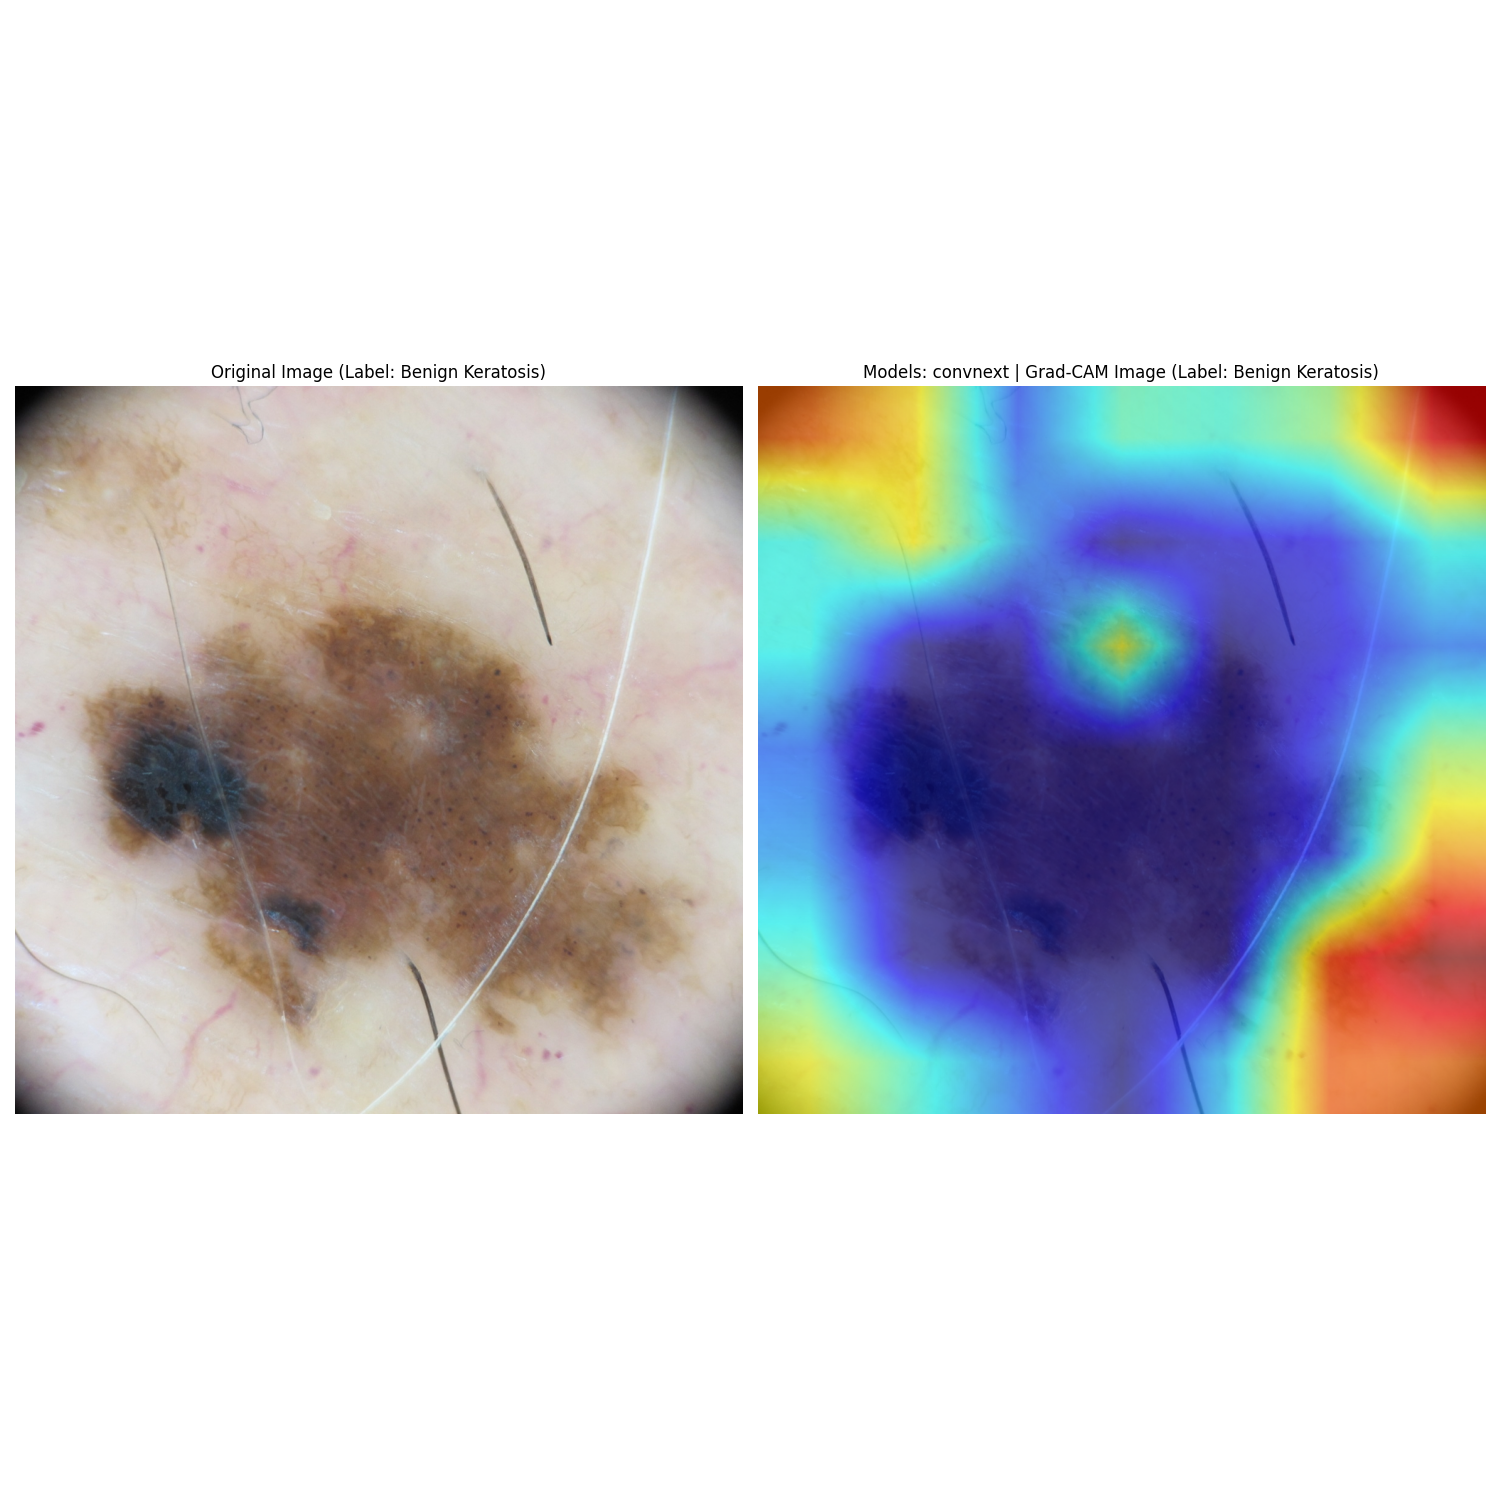 Original Image (Label: Benign Keratosis)
Models: convnext | Grad-CAM Image (Label: Benign Keratosis)